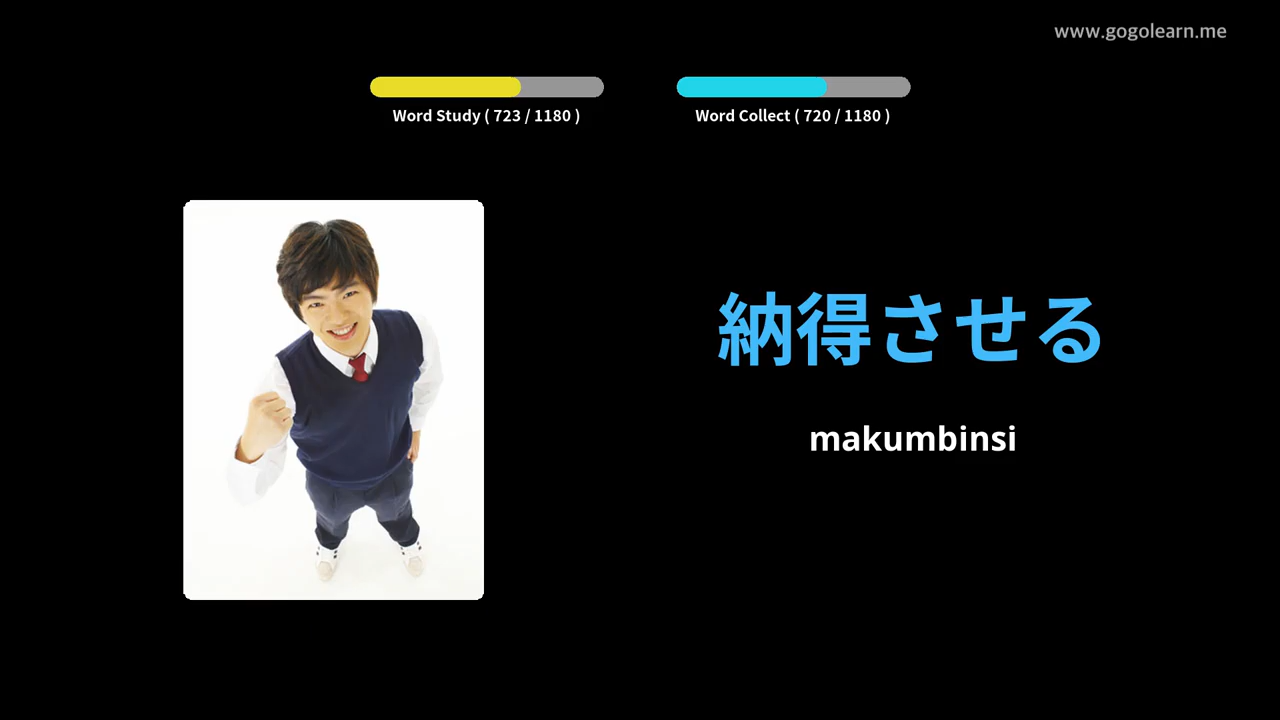 www.gogolearn.me
Word Study ( 723 / 1180 )
Word Collect ( 720 / 1180 )
納得させる
makumbinsi